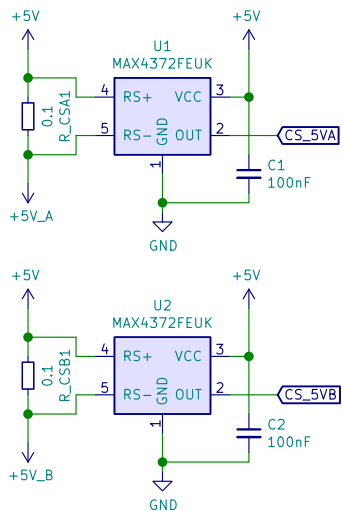 +5V
U1
MAX4372FEUK
+5V
0.1
R_CSA1
4
RS+
VCC
3
5
RS-
GND
OUT
2
CS_5VA
1
C1
100nF
+5V_A
GND
+5V
U2
MAX4372FEUK
+5V
0.1
R_CSB1
4
RS+
VCC
3
5
RS-
GND
OUT
2
CS_5VB
1
C2
100nF
+5V_B
GND